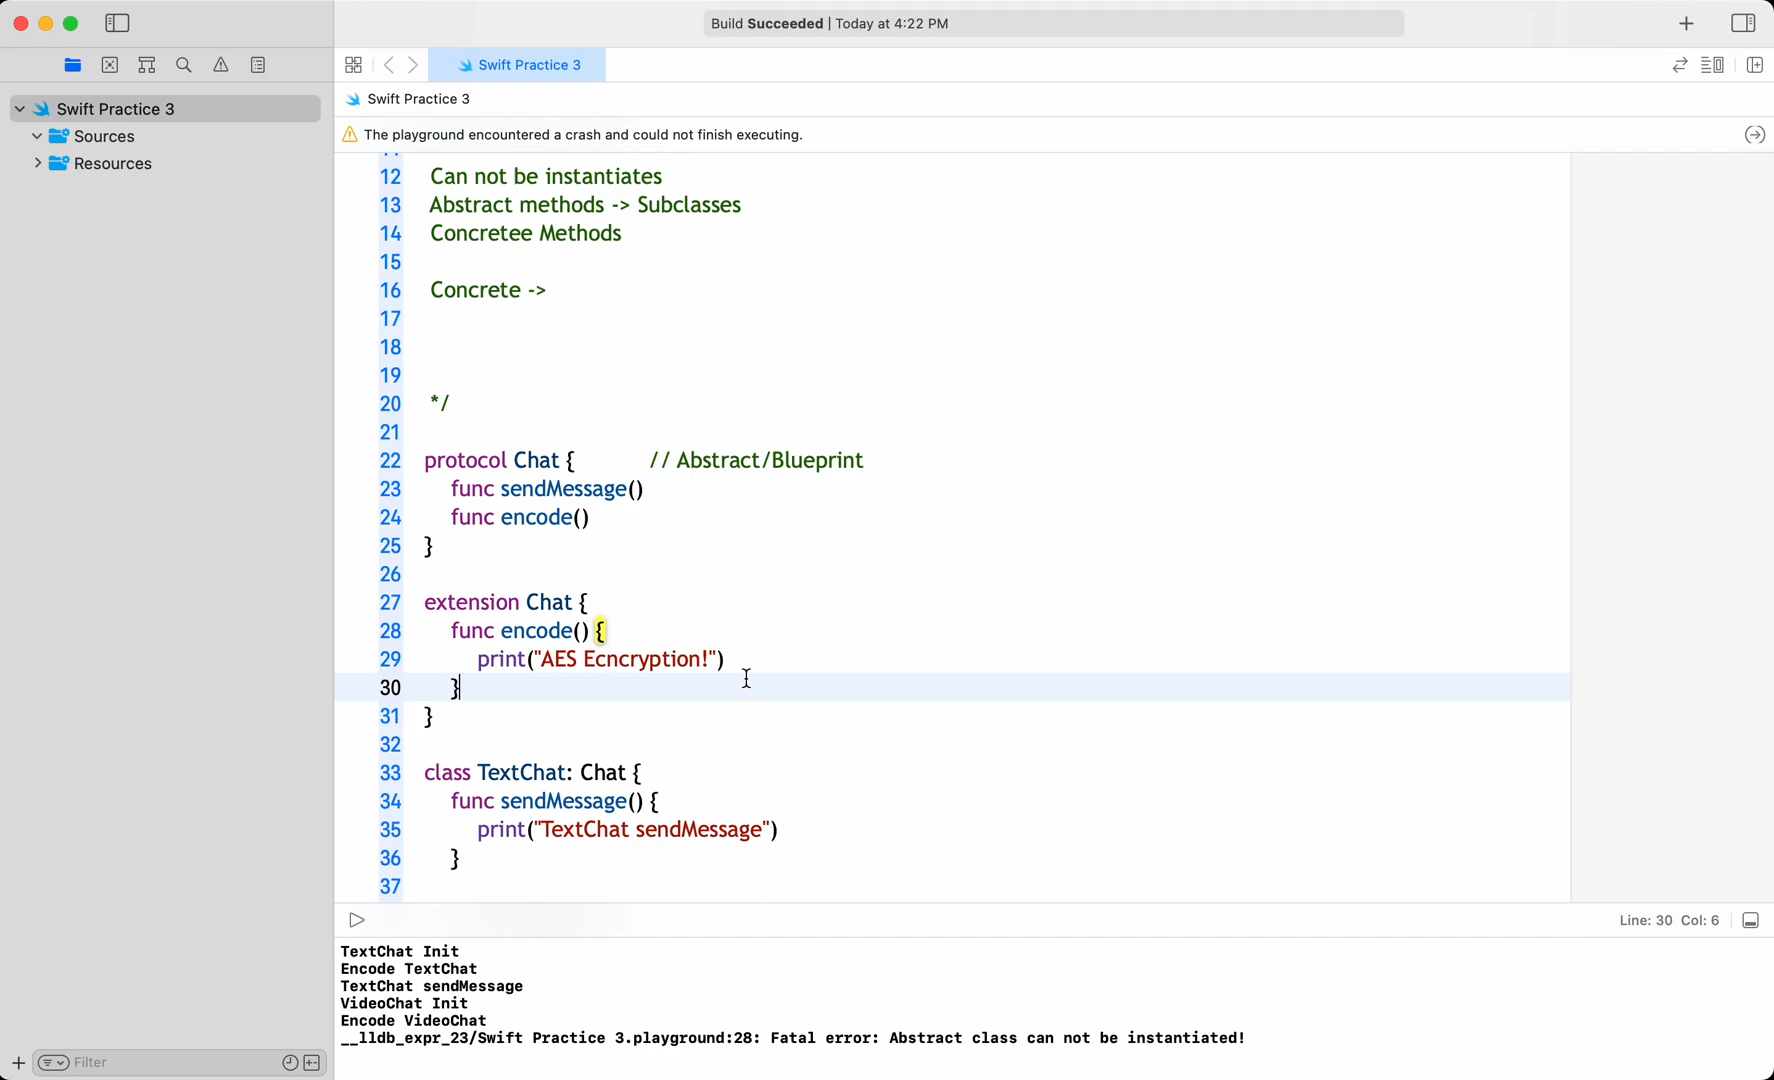 Build Succeeded | Today at 4:22 PM
Swift Practice 3
Swift Practice 3
Swift Practice 3
Sources
Resources
The playground encountered a crash and could not finish executing.
12 Can not be instantiates
13 Abstract methods -> Subclasses
14 Concretee Methods
15
16 Concrete ->
17
18
19
20 */
21
22 protocol Chat { // Abstract/Blueprint
23 func sendMessage()
24 func encode()
25 }
26
27 extension Chat {
28 func encode() {
29 print("AES Ecncryption!")
30 }
31 }
32
33 class TextChat: Chat {
34 func sendMessage() {
35 print("TextChat sendMessage")
36 }
37
Line: 30 Col: 6
TextChat Init
Encode TextChat
TextChat sendMessage
VideoChat Init
Encode VideoChat
__lldb_expr_23/Swift Practice 3.playground:28: Fatal error: Abstract class can not be instantiated!
Filter